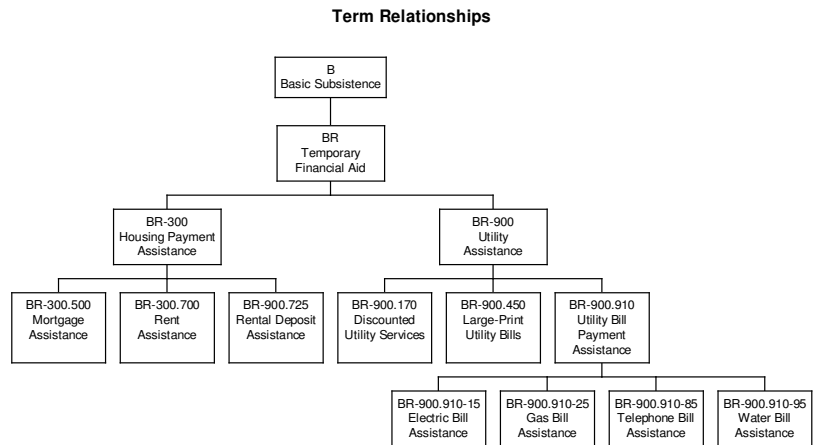 Term Relationships
B
Basic Subsistence
BR
Temporary
Financial Aid
BR-300
Housing Payment
Assistance
BR-900
Utility
Assistance
BR-300.500
Mortgage
Assistance
BR-300.700
Rent
Assistance
BR-900.725
Rental Deposit
Assistance
BR-900.170
Discounted
Utility Services
BR-900.450
Large-Print
Utility Bills
BR-900.910
Utility Bill
Payment
Assistance
BR-900.910-15
Electric Bill
Assistance
BR-900.910-25
Gas Bill
Assistance
BR-900.910-85
Telephone Bill
Assistance
BR-900.910-95
Water Bill
Assistance